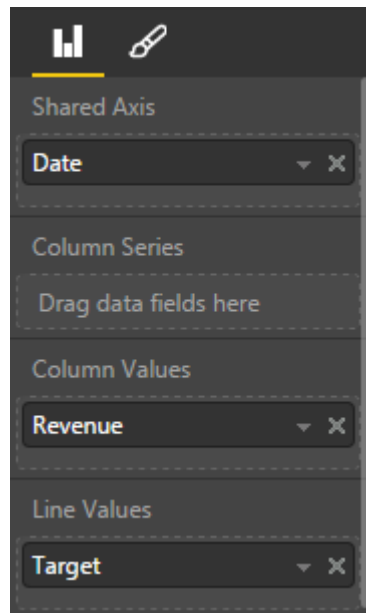 Shared Axis
Date
Column Series
Drag data fields here
Column Values
Revenue
Line Values
Target